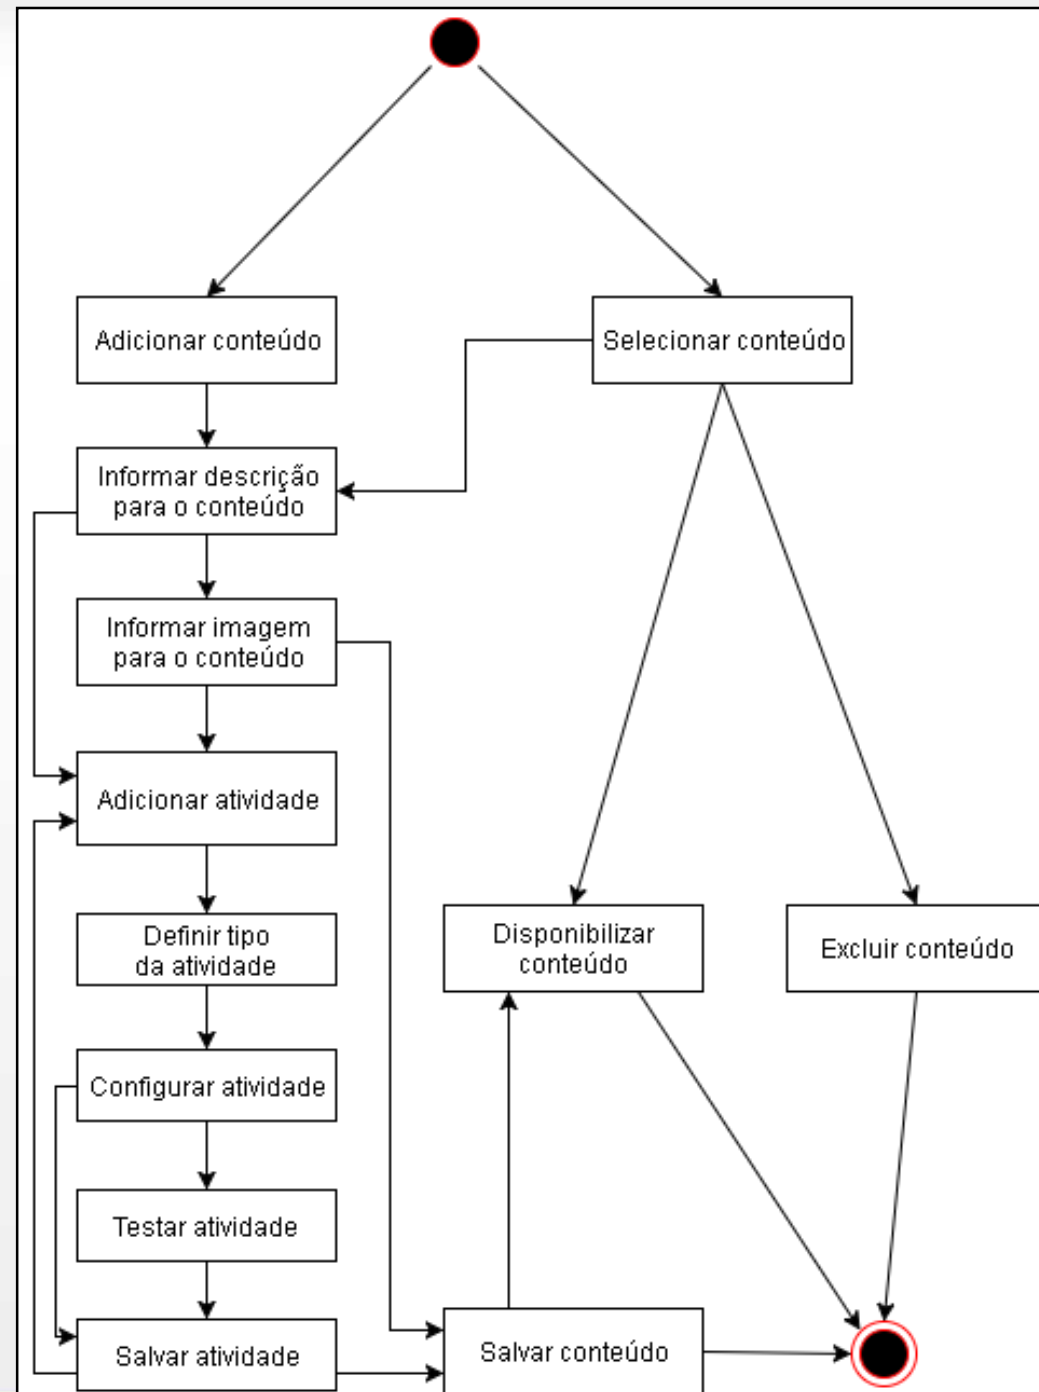 Adicionar conteúdo
Selecionar conteúdo
Informar descrição
para o conteúdo
Informar imagem
para o conteúdo
Adicionar atividade
Definir tipo
da atividade
Disponibilizar
conteúdo
Excluir conteúdo
Configurar atividade
Testar atividade
Salvar atividade
Salvar conteúdo